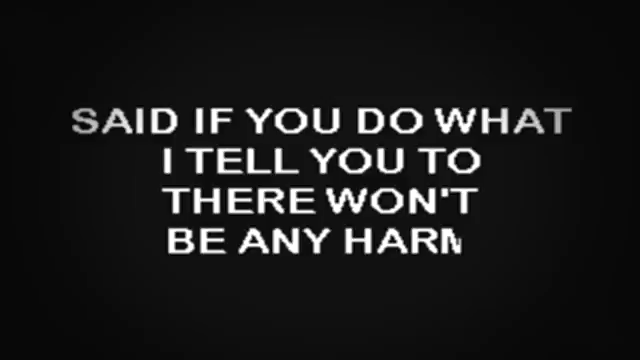 SAID IF YOU DO WHAT
I TELL YOU TO
THERE WON'T
BE ANY HARM